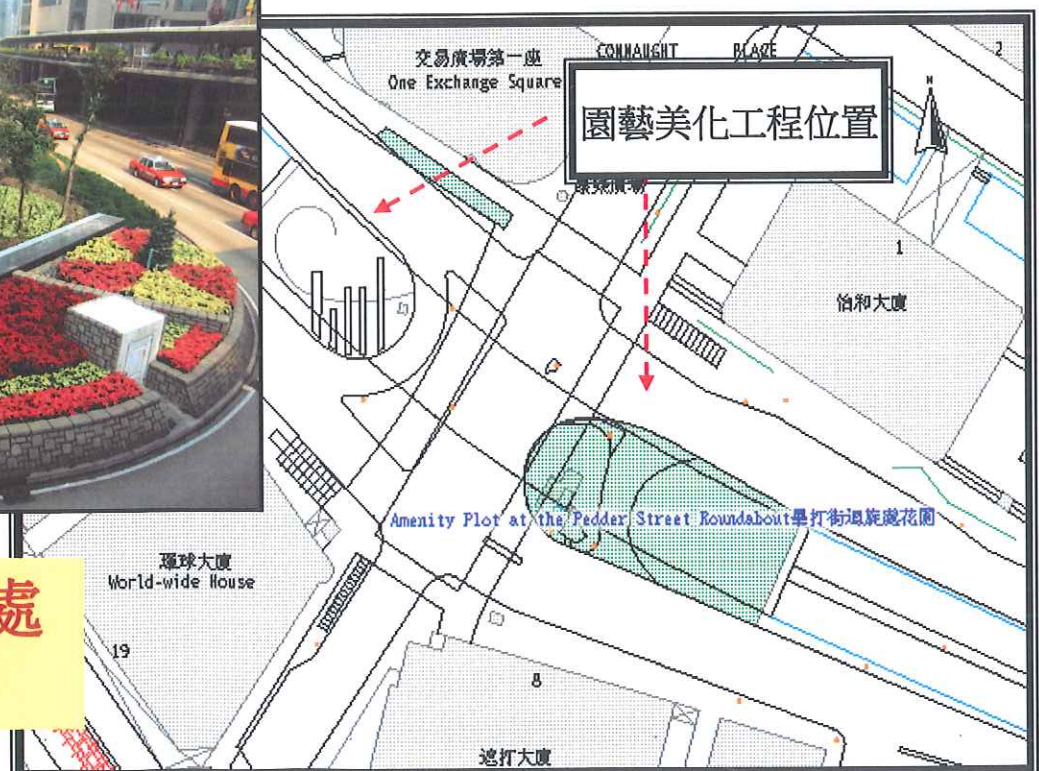 交易廣場第一座
One Exchange Square
CONNAUGHT PLACE
2
園藝美化工程位置
N
1
怡和大廈
Amenity Plot at the Pedder Street Roundabout畢打街迴旋處花園
環球大廈
World-wide House
處
19
8
遮打大廈